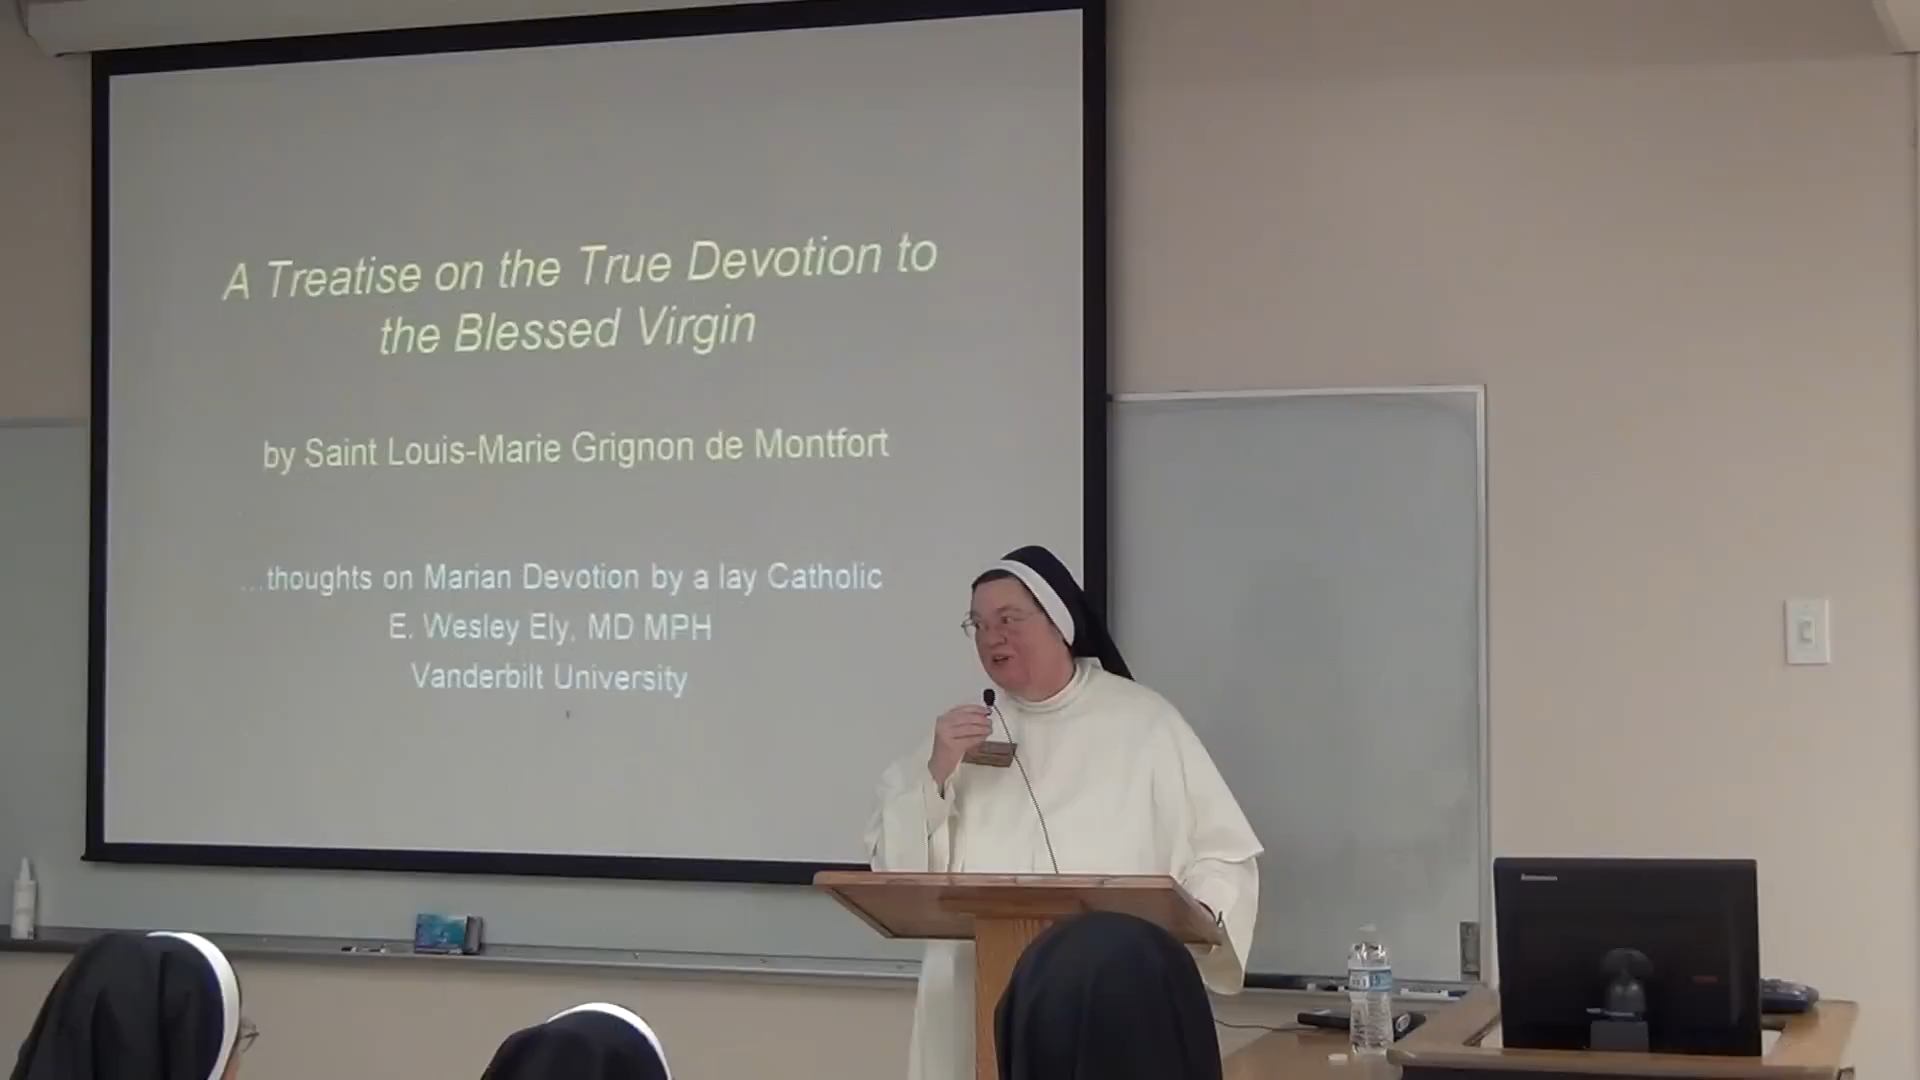 A Treatise on the True Devotion to
the Blessed Virgin
by Saint Louis-Marie Grignon de Montfort
...thoughts on Marian Devotion by a lay Catholic
E. Wesley Ely, MD MPH
Vanderbilt University